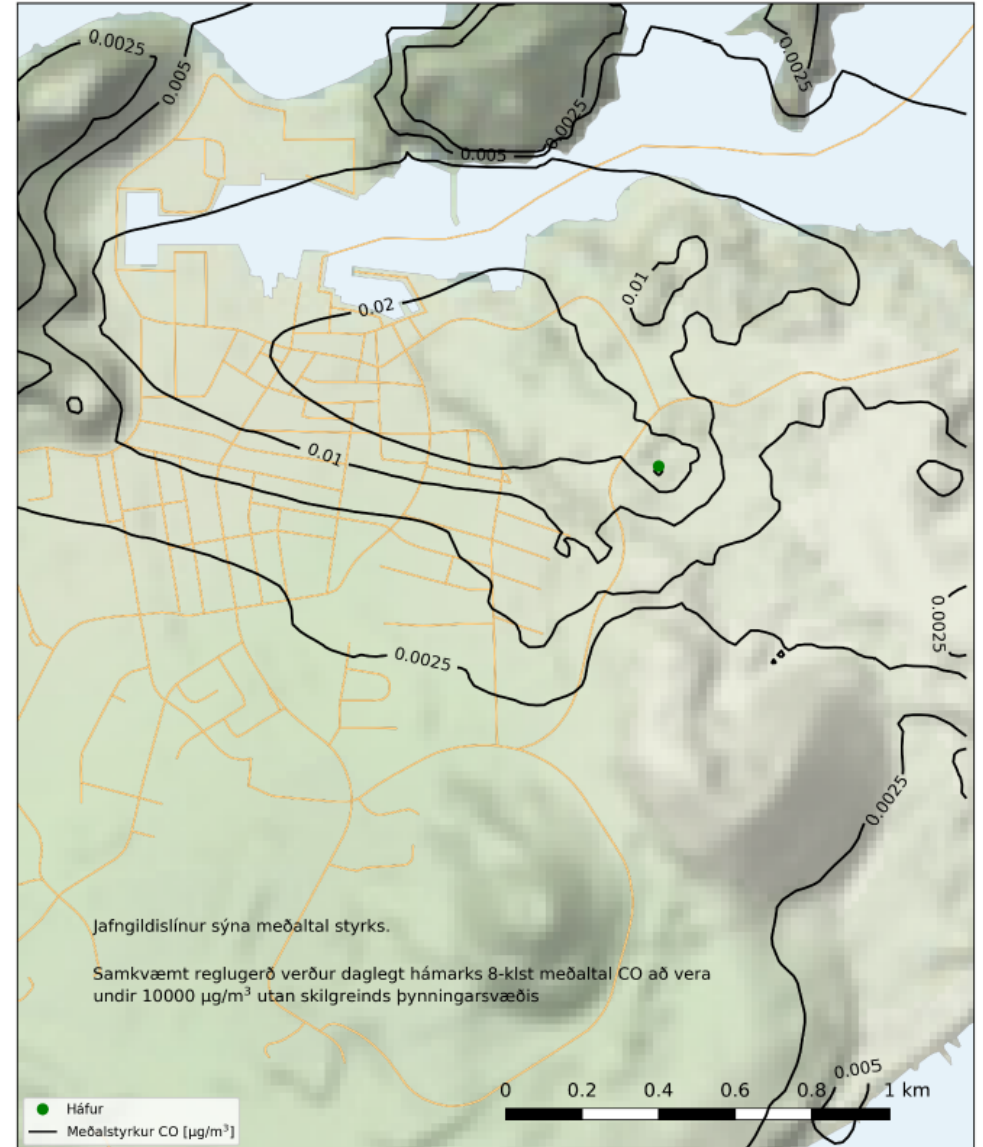 0.0025
0.005
0.0025
0.0025
0.005
0.01
0.02
0.01
0.0025
0.0025
0.0025
Jafngildislínur sýna meðaltal styrks.
Samkvæmt reglugerð verður daglegt hámarks 8-klst meðaltal CO að vera
undir 10000 µg/m³ utan skilgreinds þynningarsvæðis
0.005
0 0.2 0.4 0.6 0.8 1 km
Háfur
Meðalstyrkur CO [µg/m³]